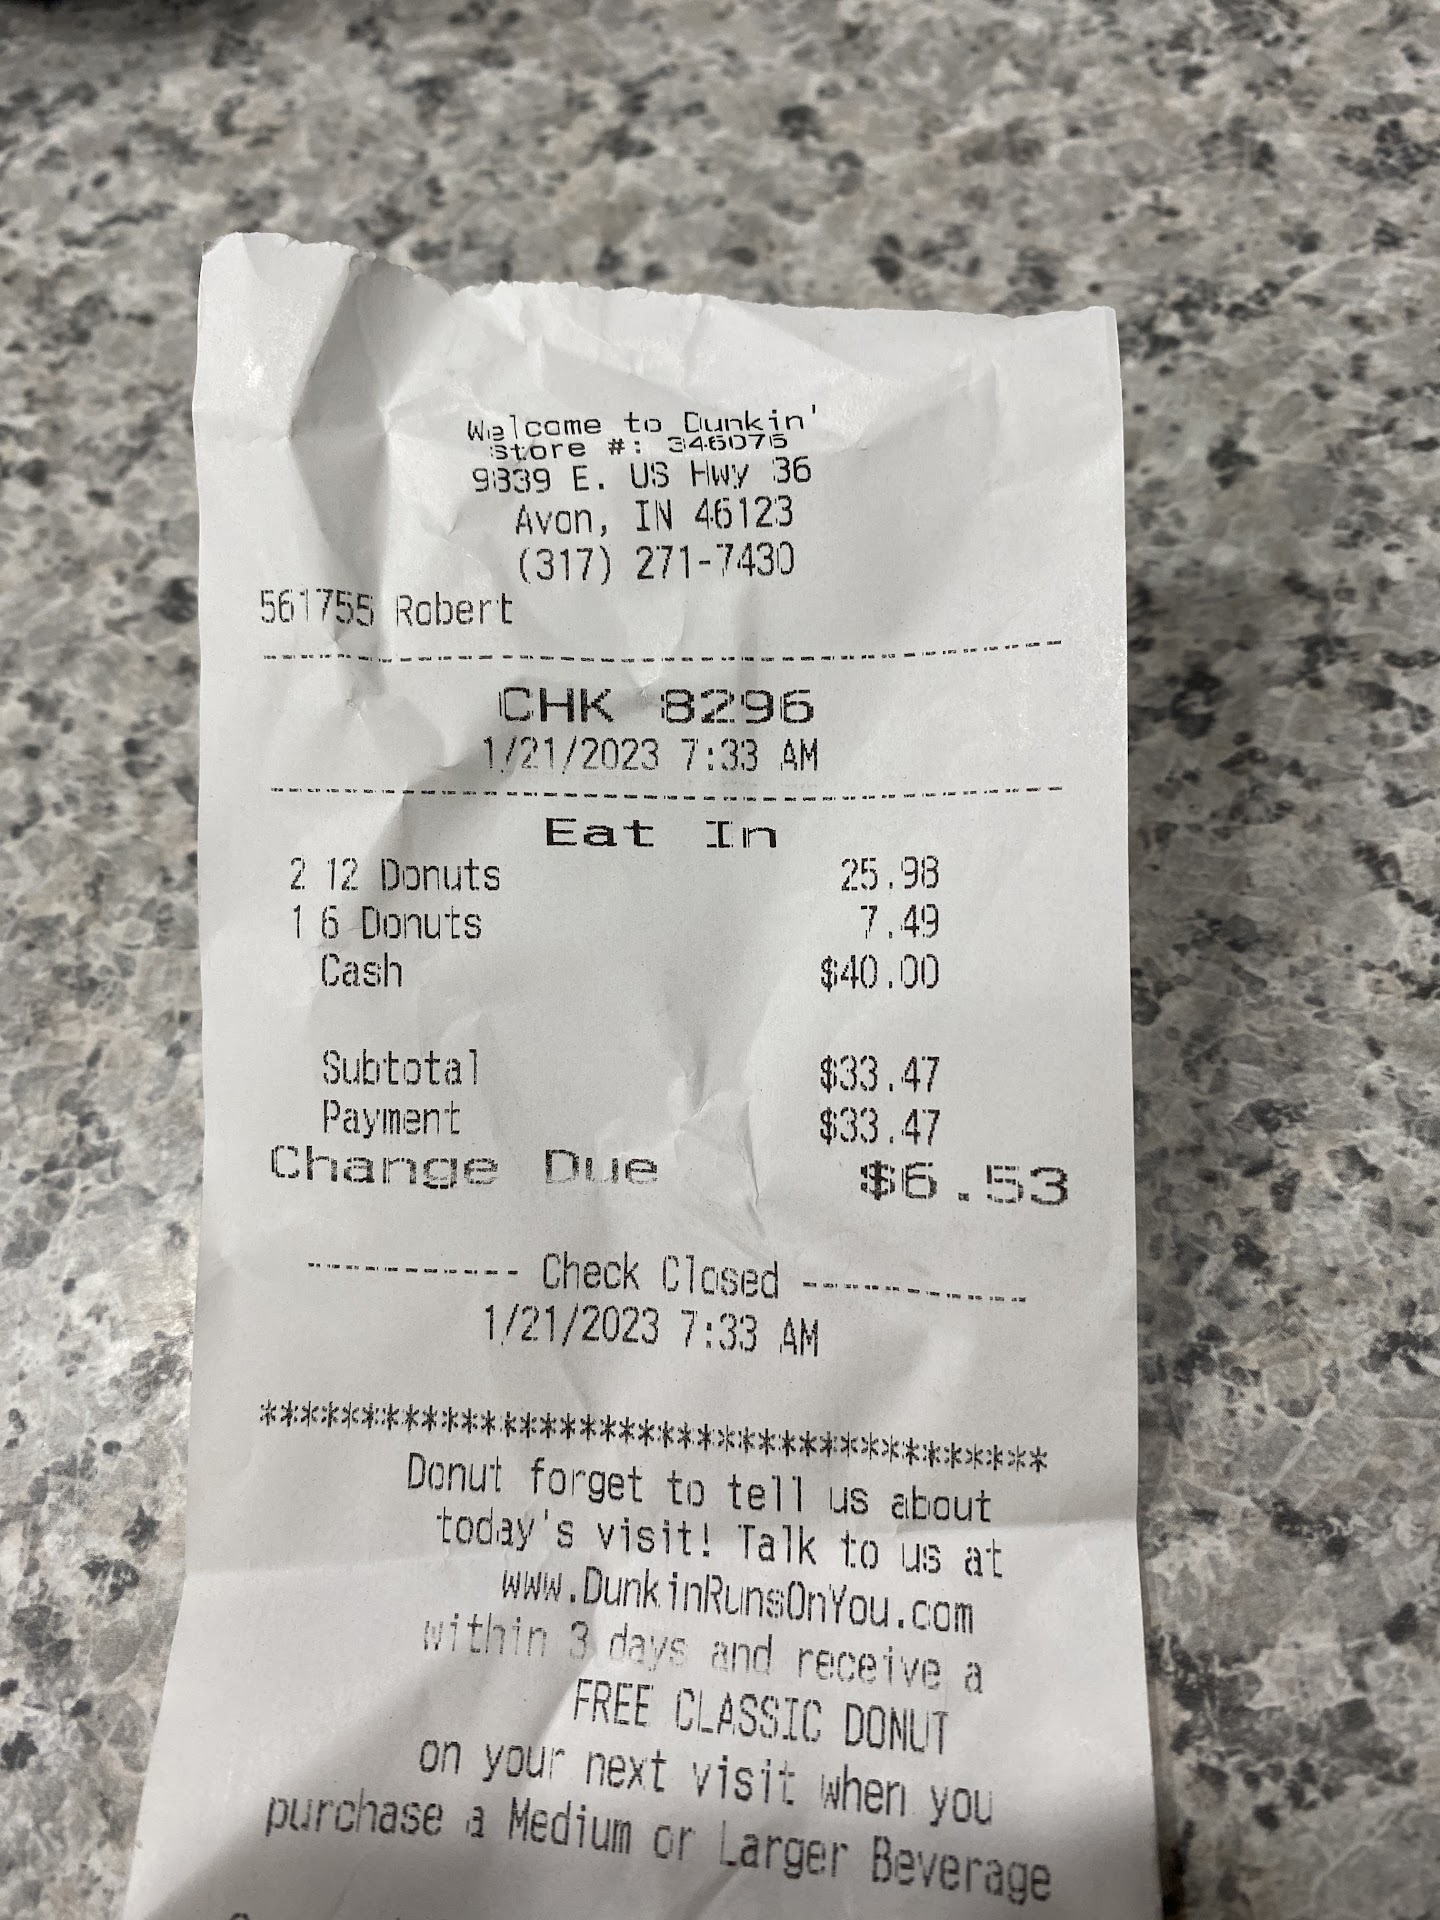 Welcome to Dunkin'
store #: 346075
9839 E. US Hwy 36
Avon, IN 46123
(317) 271-7430
561755 Robert
CHK 8296
1/21/2023 7:33 AM
Eat In
2 12 Donuts 25.98
1 6 Donuts 7.49
Cash $40.00
Subtotal $33.47
Payment $33.47
Change Due $6.53
------------ Check Closed ------------
1/21/2023 7:33 AM
****************************************
Donut forget to tell us about
today's visit! Talk to us at
www.DunkinRunsOnYou.com
within 3 days and receive a
FREE CLASSIC DONUT
on your next visit when you
purchase a Medium or Larger Beverage